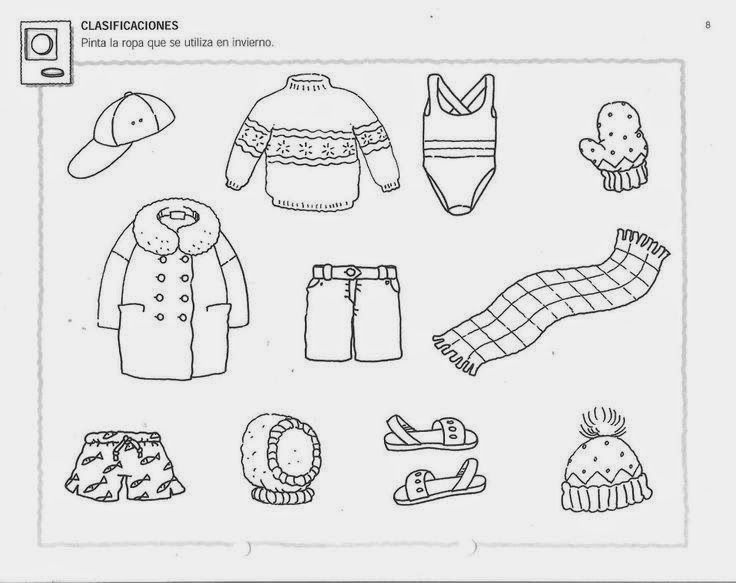 CLASIFICACIONES
8
Pinta la ropa que se utiliza en invierno.